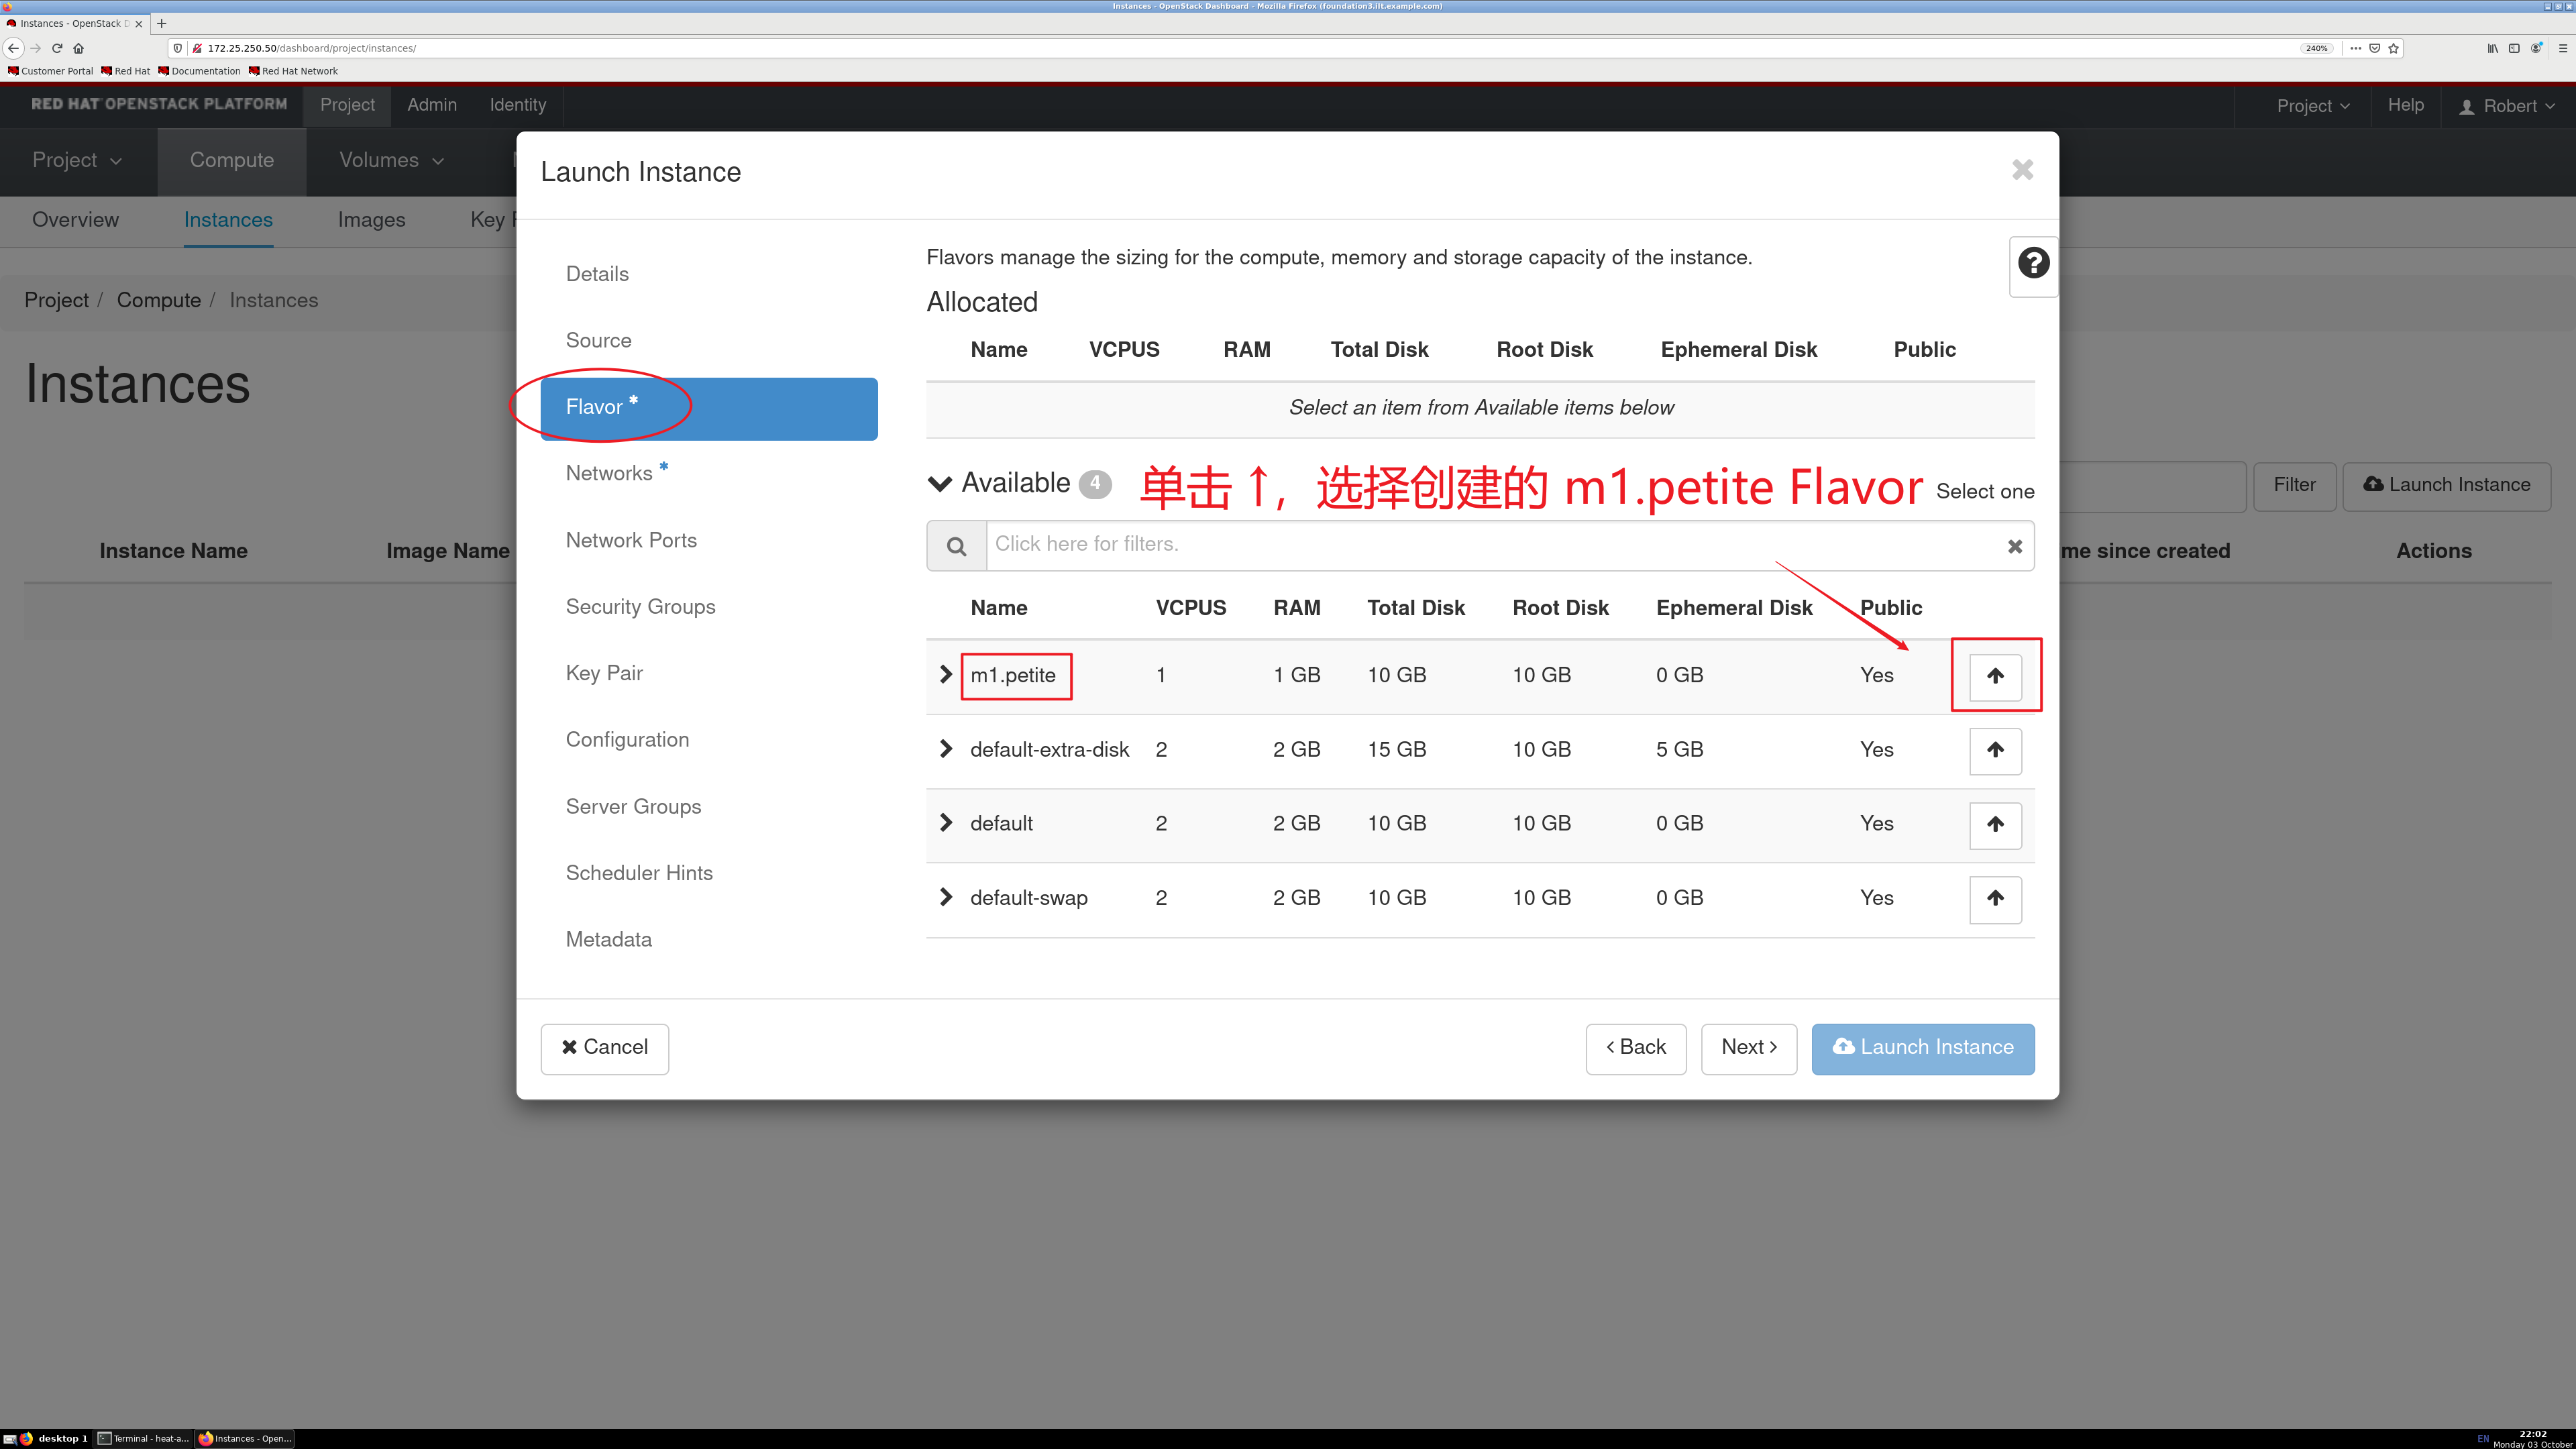 Instances - OpenStack Dashboard - Mozilla Firefox (foundation3.ilt.example.com)
Instances - OpenStack D
172.25.250.50/dashboard/project/instances/
240%
Customer Portal Red Hat Documentation Red Hat Network
RED HAT OPENSTACK PLATFORM Project Admin Identity Project Help Robert
Project Compute Volumes
Overview Instances Images Key
Project / Compute / Instances
Instances
Filter Launch Instance
Instance Name Image Name me since created Actions
Launch Instance
Details
Source
Flavor *
Networks *
Network Ports
Security Groups
Key Pair
Configuration
Server Groups
Scheduler Hints
Metadata
Flavors manage the sizing for the compute, memory and storage capacity of the instance.
Allocated
Name VCPUS RAM Total Disk Root Disk Ephemeral Disk Public
Select an item from Available items below
Available 4 单击 ↑，选择创建的 m1.petite Flavor Select one
Click here for filters.
Name VCPUS RAM Total Disk Root Disk Ephemeral Disk Public
m1.petite 1 1 GB 10 GB 10 GB 0 GB Yes
default-extra-disk 2 2 GB 15 GB 10 GB 5 GB Yes
default 2 2 GB 10 GB 10 GB 0 GB Yes
default-swap 2 2 GB 10 GB 10 GB 0 GB Yes
Cancel Back Next Launch Instance
desktop 1 Terminal - heat-a... Instances - Open...
EN 22:02
Monday 03 October